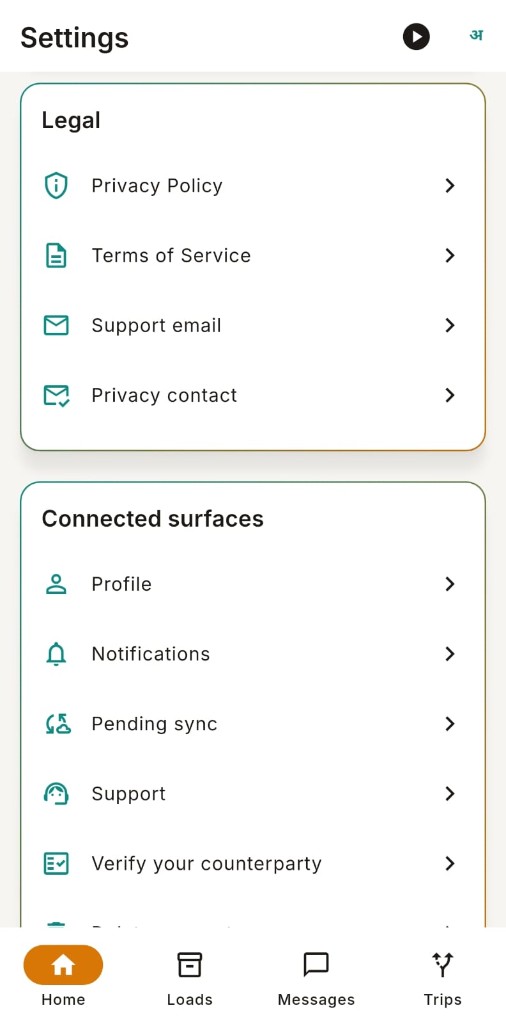 Settings
अ
Legal
Privacy Policy
Terms of Service
Support email
Privacy contact
Connected surfaces
Profile
Notifications
Pending sync
Support
Verify your counterparty
Home
Loads
Messages
Trips